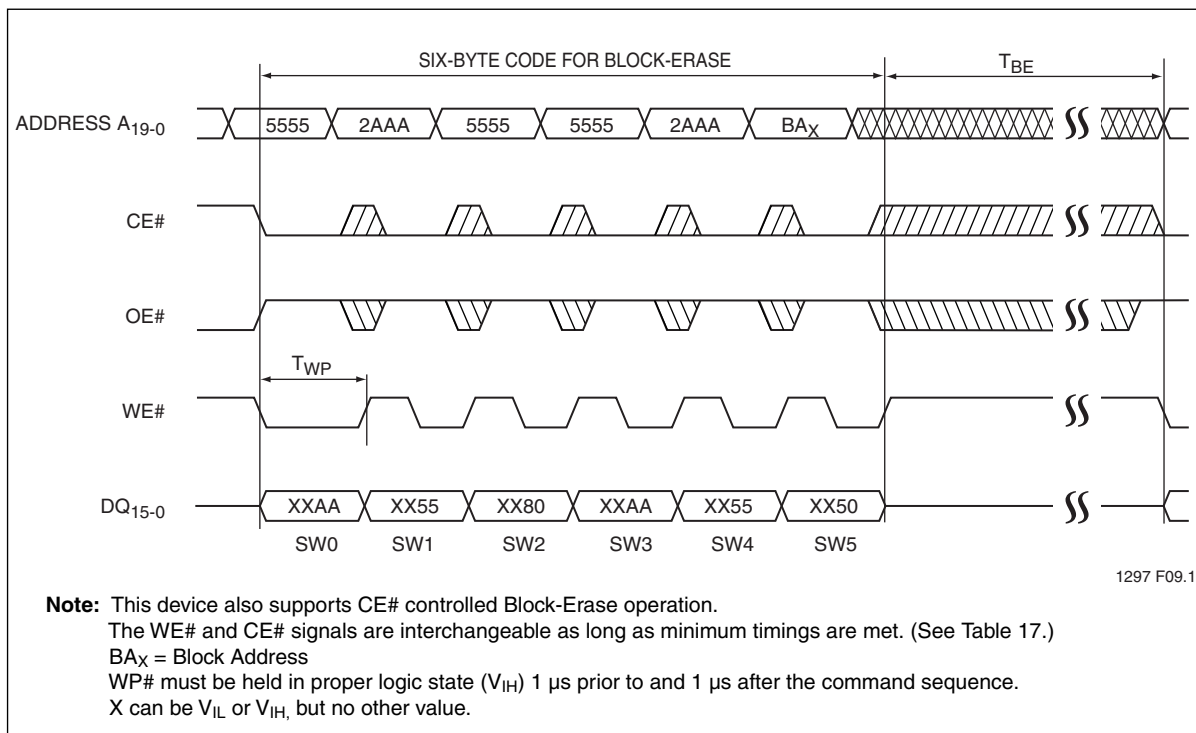 SIX-BYTE CODE FOR BLOCK-ERASE
TBE
ADDRESS A19-0
5555 2AAA 5555 5555 2AAA BAX
CE#
OE#
TWP
WE#
DQ15-0
XXAA XX55 XX80 XXAA XX55 XX50
SW0 SW1 SW2 SW3 SW4 SW5
1297 F09.1
Note: This device also supports CE# controlled Block-Erase operation.
The WE# and CE# signals are interchangeable as long as minimum timings are met. (See Table 17.)
BAX = Block Address
WP# must be held in proper logic state (VIH) 1 µs prior to and 1 µs after the command sequence.
X can be VIL or VIH, but no other value.